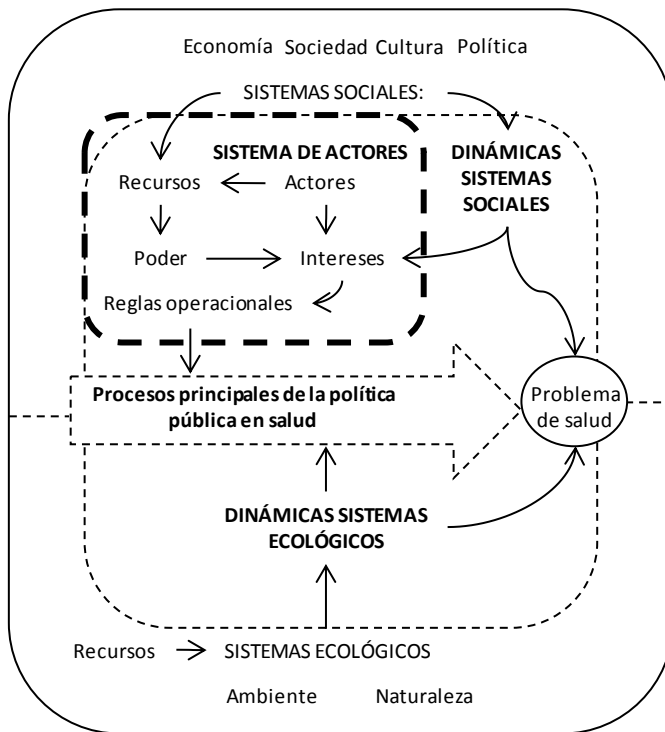 Economía Sociedad Cultura Política
SISTEMAS SOCIALES:
SISTEMA DE ACTORES
Recursos Actores
DINÁMICAS
SISTEMAS
SOCIALES
Poder Intereses
Reglas operacionales
Procesos principales de la política
pública en salud
Problema
de salud
DINÁMICAS SISTEMAS
ECOLÓGICOS
Recursos SISTEMAS ECOLÓGICOS
Ambiente Naturaleza